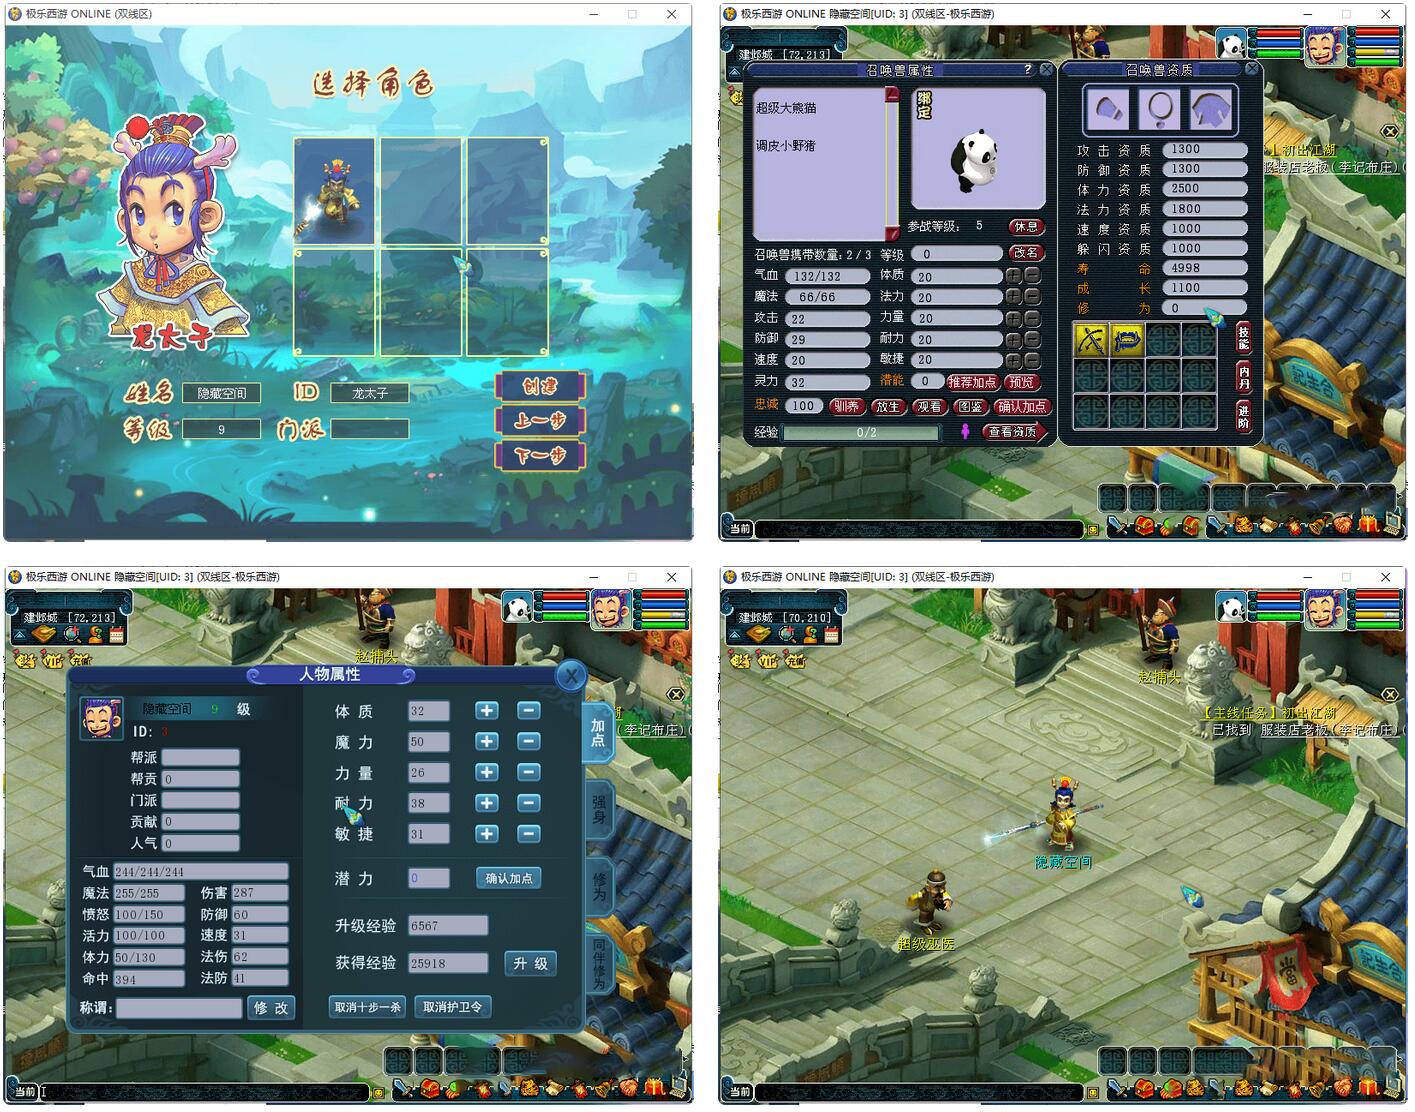 极乐西游 ONLINE (双线区)
选择角色
龙太子
姓名 隐藏空间 ID 龙太子
等级 9 门派
创建
上一步
下一步
极乐西游 ONLINE 隐藏空间[UID: 3] (双线区-极乐西游)
建邺城 [72,213]
召唤兽属性 ?
超级大熊猫
调皮小野猪
绑定
参战等级: 5 休息
召唤兽携带数量:2/3 等级 0 改名
气血 132/132 体质 20
魔法 66/66 法力 20
攻击 22 力量 20
防御 29 耐力 20
速度 20 敏捷 20
灵力 32 潜能 0 推荐加点 预览
忠诚 100 驯养 放生 观看 图鉴 确认加点
经验 0/2 查看资质
召唤兽资质
攻击资质 1300
防御资质 1300
体力资质 2500
法力资质 1800
速度资质 1000
躲闪资质 1000
寿命 4998
成长 1100
修为 0
技能
内丹
进阶
初出江湖
服装店老板(李记布庄)
当前
极乐西游 ONLINE 隐藏空间[UID: 3] (双线区-极乐西游)
建邺城 [72,213]
VIP
赵捕头
人物属性 X
隐藏空间 9 级
ID: 3
帮派
帮贡 0
门派
贡献 0
人气 0
气血 244/244/244
魔法 255/255 伤害 287
愤怒 100/150 防御 60
活力 100/100 速度 31
体力 50/130 法伤 62
命中 394 法防 41
称谓: 修改
体质 32
魔力 50
力量 26
耐力 38
敏捷 31
潜力 0 确认加点
升级经验 6567
获得经验 25918 升级
取消十步一杀 取消护卫令
加点
强身
修为
同伴修为
(李记布庄)
当前
极乐西游 ONLINE 隐藏空间[UID: 3] (双线区-极乐西游)
建邺城 [70,210]
VIP
赵捕头
【主线任务】初出江湖
已找到 服装店老板(李记布庄)
隐藏空间
超级巫医
當
当前